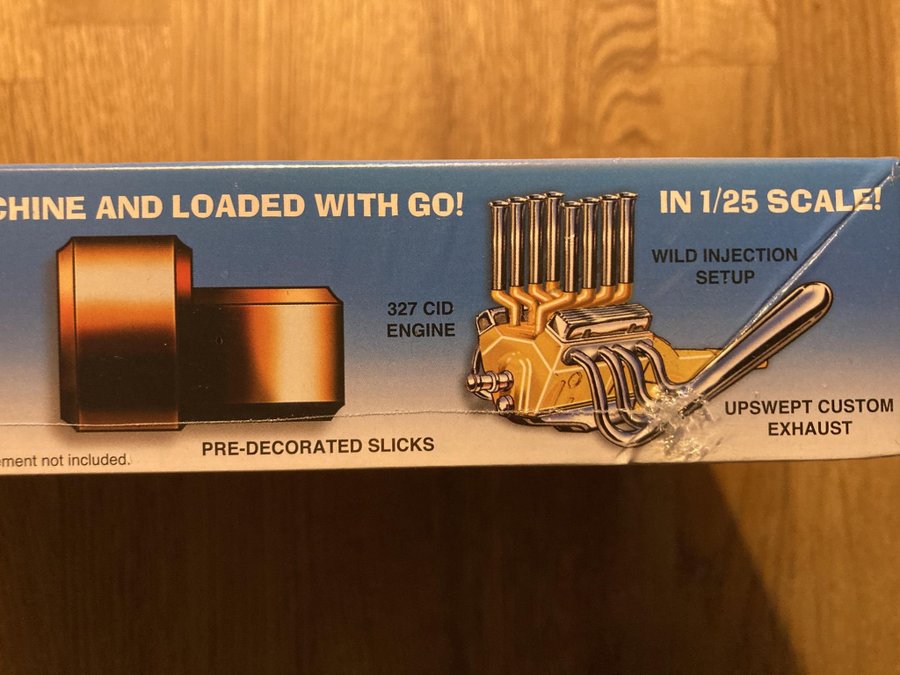 CHINE AND LOADED WITH GO!
IN 1/25 SCALE!
WILD INJECTION
SETUP
327 CID
ENGINE
UPSWEPT CUSTOM
EXHAUST
PRE-DECORATED SLICKS
ement not included.